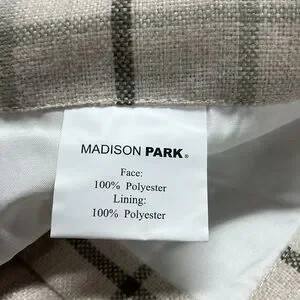 MADISON PARK®
Face:
100% Polyester
Lining:
100% Polyester